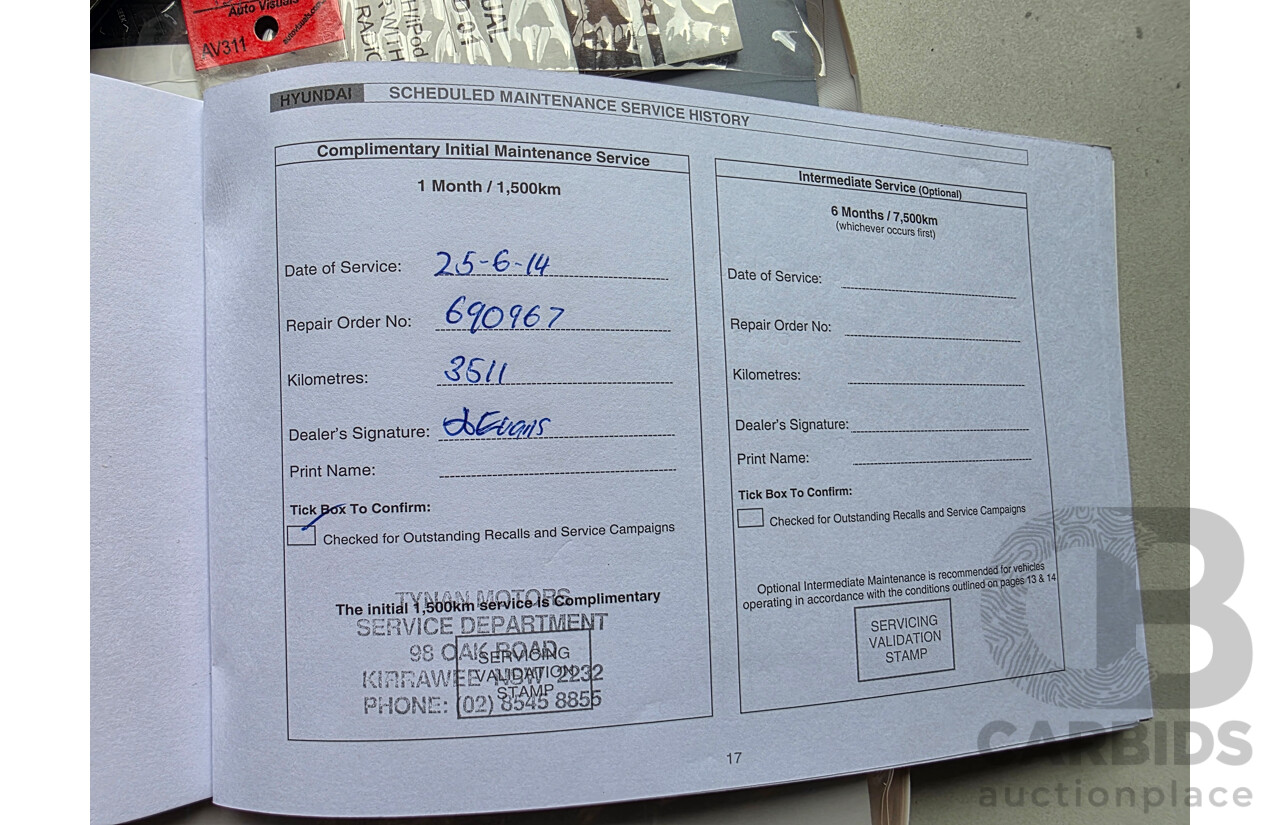 Auto Visuals
AV311
HYUNDAI
SCHEDULED MAINTENANCE SERVICE HISTORY
Complimentary Initial Maintenance Service
1 Month / 1,500km
Date of Service: 25-6-14
Repair Order No: 690967
Kilometres: 3511
Dealer's Signature: Evans
Print Name:
Tick Box To Confirm:
Checked for Outstanding Recalls and Service Campaigns
The initial 1,500km service is Complimentary
TYNAN MOTORS
SERVICE DEPARTMENT
98 OAK ROAD
KIRRAWEE NSW 2232
PHONE: (02) 8545 8855
SERVICING
VALIDATION
STAMP
Intermediate Service (Optional)
6 Months / 7,500km
(whichever occurs first)
Date of Service:
Repair Order No:
Kilometres:
Dealer's Signature:
Print Name:
Tick Box To Confirm:
Checked for Outstanding Recalls and Service Campaigns
Optional Intermediate Maintenance is recommended for vehicles
operating in accordance with the conditions outlined on pages 13 & 14
SERVICING
VALIDATION
STAMP
17
CB
CARBIDS
auctionplace